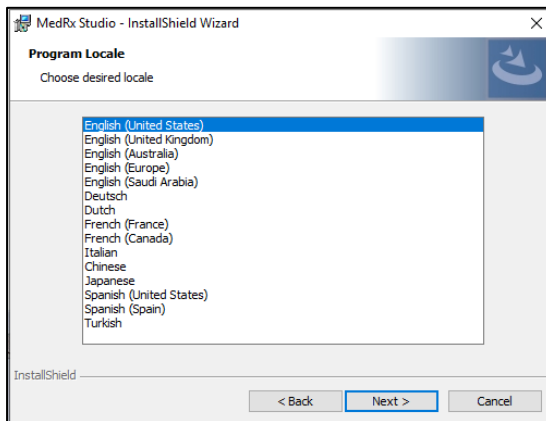 MedRx Studio - InstallShield Wizard
Program Locale
Choose desired locale
English (United States)
English (United Kingdom)
English (Australia)
English (Europe)
English (Saudi Arabia)
Deutsch
Dutch
French (France)
French (Canada)
Italian
Chinese
Japanese
Spanish (United States)
Spanish (Spain)
Turkish
InstallShield
< Back Next > Cancel